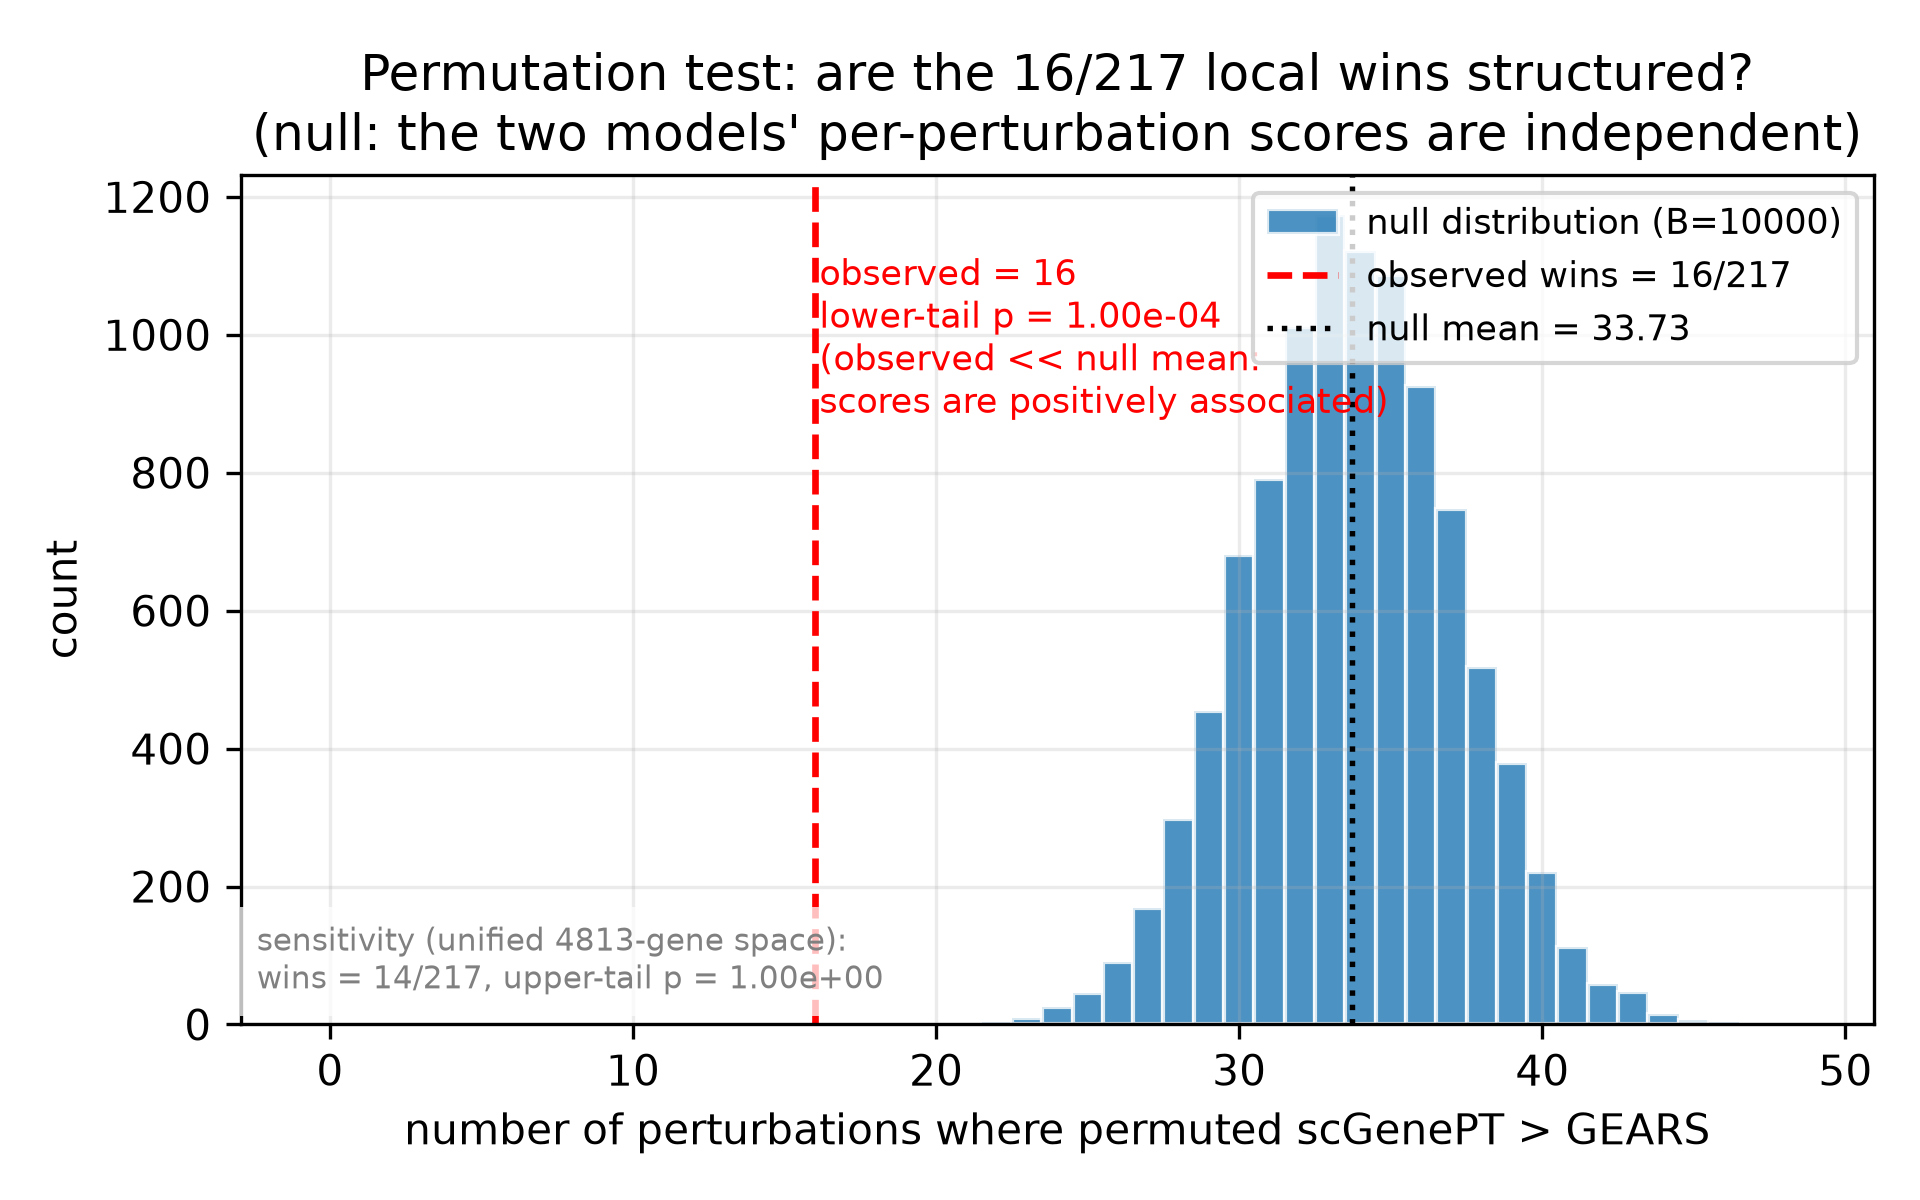 Permutation test: are the 16/217 local wins structured?
(null: the two models' per-perturbation scores are independent)
1200
1000
800
600
400
200
0
count
null distribution (B=10000)
observed wins = 16/217
null mean = 33.73
observed = 16
lower-tail p = 1.00e-04
(observed << null mean:
scores are positively associated)
sensitivity (unified 4813-gene space):
wins = 14/217, upper-tail p = 1.00e+00
0 10 20 30 40 50
number of perturbations where permuted scGenePT > GEARS